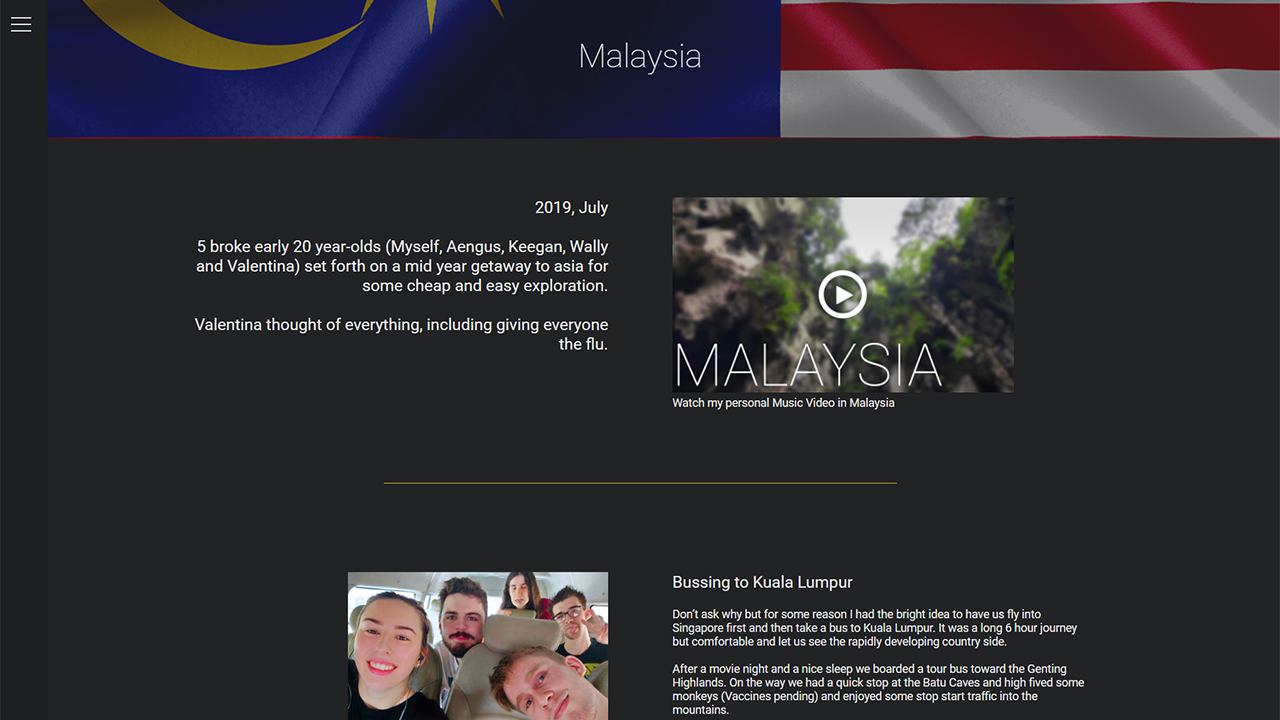 Malaysia
2019, July
5 broke early 20 year-olds (Myself, Aengus, Keegan, Wally
and Valentina) set forth on a mid year getaway to asia for
some cheap and easy exploration.
Valentina thought of everything, including giving everyone
the flu.
MALAYSIA
Watch my personal Music Video in Malaysia
Bussing to Kuala Lumpur
Don't ask why but for some reason I had the bright idea to have us fly into
Singapore first and then take a bus to Kuala Lumpur. It was a long 6 hour journey
but comfortable and let us see the rapidly developing country side.
After a movie night and a nice sleep we boarded a tour bus toward the Genting
Highlands. On the way we had a quick stop at the Batu Caves and high fived some
monkeys (Vaccines pending) and enjoyed some stop start traffic into the
mountains.